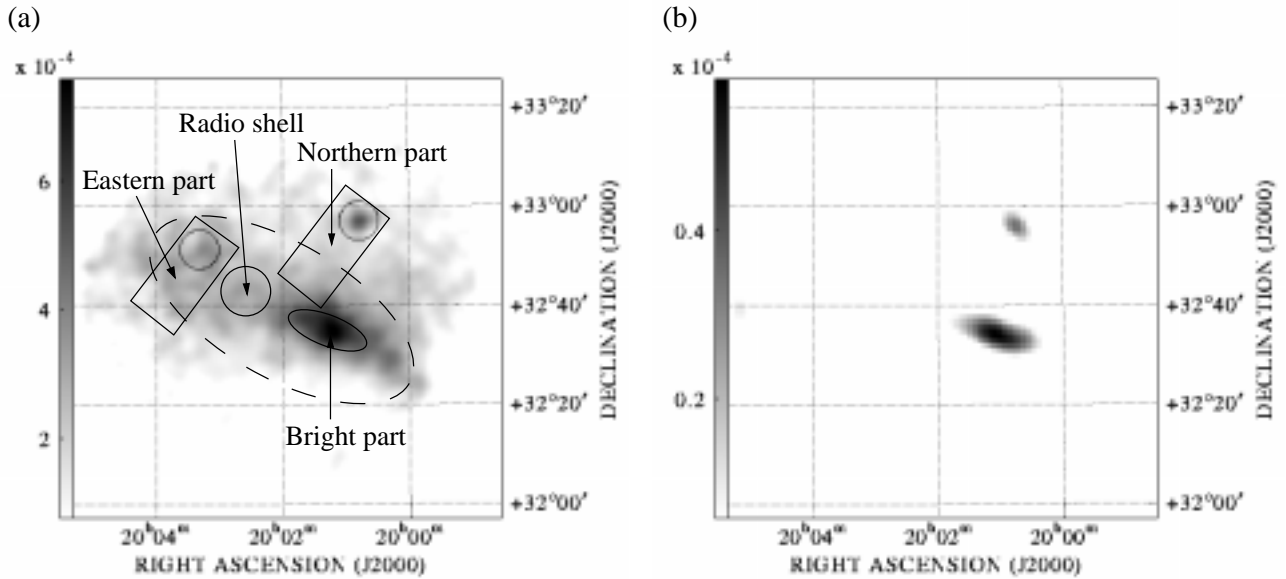 (a)
x 10⁻⁴
6
4
2
Radio shell
Northern part
Eastern part
Bright part
+33°20′
+33°00′
+32°40′
+32°20′
+32°00′
DECLINATION (J2000)
20ʰ04ᵐ
20ʰ02ᵐ
20ʰ00ᵐ
RIGHT ASCENSION (J2000)
(b)
x 10⁻⁴
0.4
0.2
+33°20′
+33°00′
+32°40′
+32°20′
+32°00′
DECLINATION (J2000)
20ʰ04ᵐ
20ʰ02ᵐ
20ʰ00ᵐ
RIGHT ASCENSION (J2000)